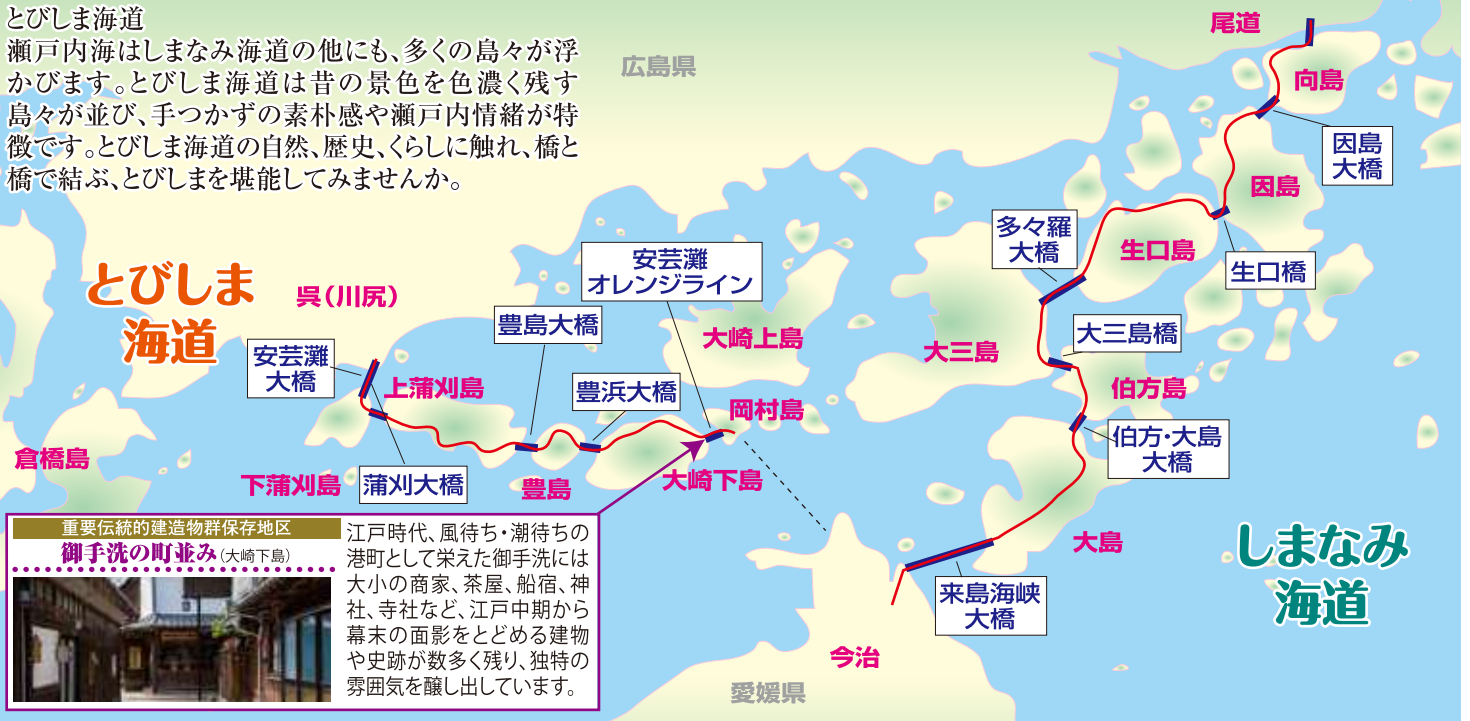 とびしま海道
瀬戸内海はしまなみ海道の他にも、多くの島々が浮
かびます。とびしま海道は昔の景色を色濃く残す
島々が並び、手つかずの素朴感や瀬戸内情緒が特
徴です。とびしま海道の自然、歴史、くらしに触れ、橋と
橋で結ぶ、とびしまを堪能してみませんか。
広島県
尾道
向島
因島
大橋
因島
多々羅
大橋
生口島
生口橋
安芸灘
オレンジライン
とびしま
海道
呉（川尻）
豊島大橋
大崎上島
大三島橋
安芸灘
大橋
大三島
上蒲刈島
豊浜大橋
伯方島
岡村島
伯方・大島
大橋
倉橋島
下蒲刈島
蒲刈大橋
豊島
大崎下島
大島
しまなみ
海道
来島海峡
大橋
今治
愛媛県
重要伝統的建造物群保存地区
御手洗の町並み（大崎下島）
江戸時代、風待ち・潮待ちの
港町として栄えた御手洗には
大小の商家、茶屋、船宿、神
社、寺社など、江戸中期から
幕末の面影をとどめる建物
や史跡が数多く残り、独特の
雰囲気を醸し出しています。